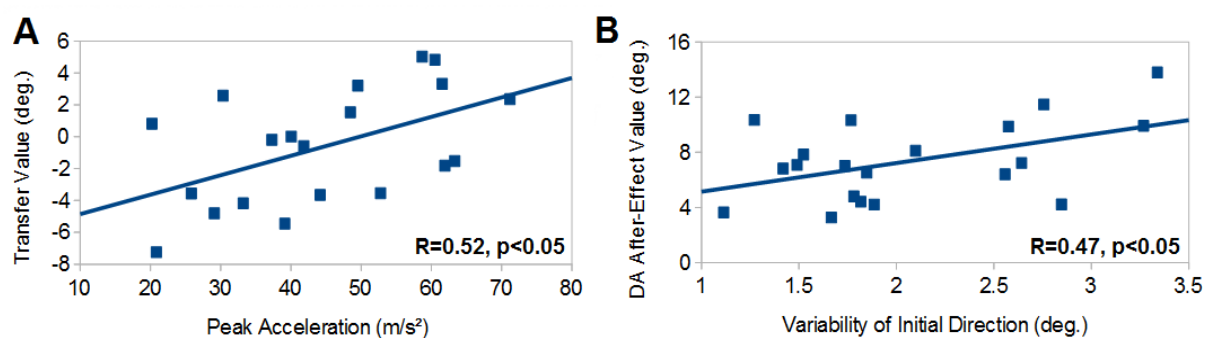 A
Transfer Value (deg.)
6
4
2
0
-2
-4
-6
-8
10 20 30 40 50 60 70 80
R=0.52, p<0.05
Peak Acceleration (m/s²)
B
DA After-Effect Value (deg.)
16
12
8
4
0
1 1.5 2 2.5 3 3.5
R=0.47, p<0.05
Variability of Initial Direction (deg.)